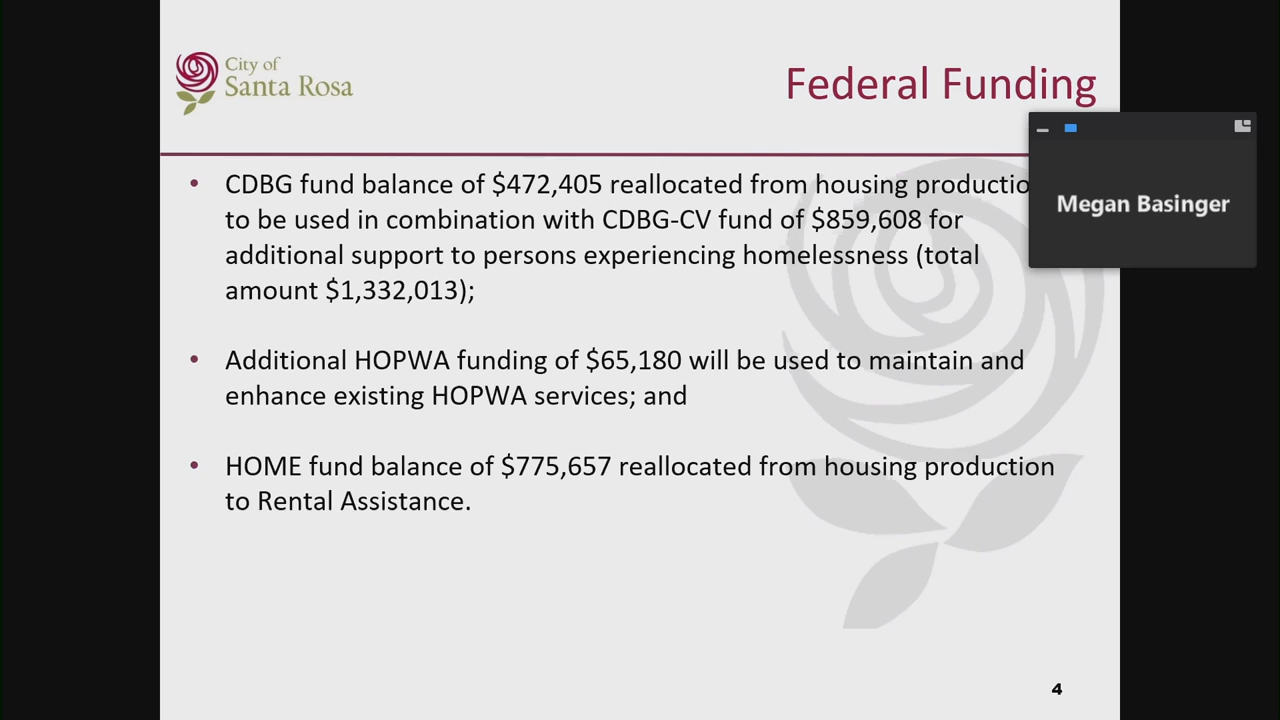 City of
Santa Rosa
Federal Funding
Megan Basinger
• CDBG fund balance of $472,405 reallocated from housing
to be used in combination with CDBG-CV fund of $859,608 for
additional support to persons experiencing homelessness (total
amount $1,332,013);
• Additional HOPWA funding of $65,180 will be used to maintain and
enhance existing HOPWA services; and
• HOME fund balance of $775,657 reallocated from housing production
to Rental Assistance.
4